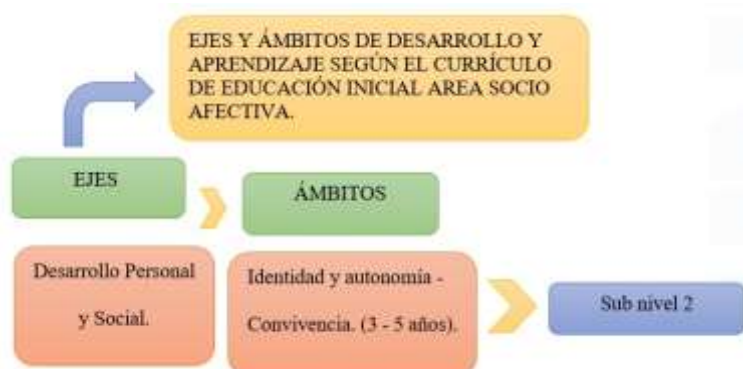 EJES Y ÁMBITOS DE DESARROLLO Y
APRENDIZAJE SEGÚN EL CURRÍCULO
DE EDUCACIÓN INICIAL AREA SOCIO
AFECTIVA.
EJES
ÁMBITOS
Desarrollo Personal
y Social.
Identidad y autonomía -
Convivencia. (3 - 5 años).
Sub nivel 2